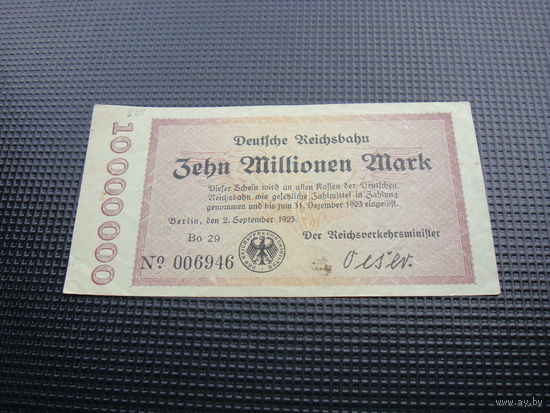 10000000
Deutsche Reichsbahn
Zehn Millionen Mark
Dieser Schein wird an allen Kassen der Deutschen
Reichsbahn wie gesetzliche Zahlmittel in Zahlung
genommen und bis zum 31. Dezember 1923 eingelöst.
Berlin, den 2. September 1923.
Bo 29
Der Reichsverkehrsminister
Nº 006946
DER REICHSVERKEHRSMINISTER
Oeser.
www.ay.by